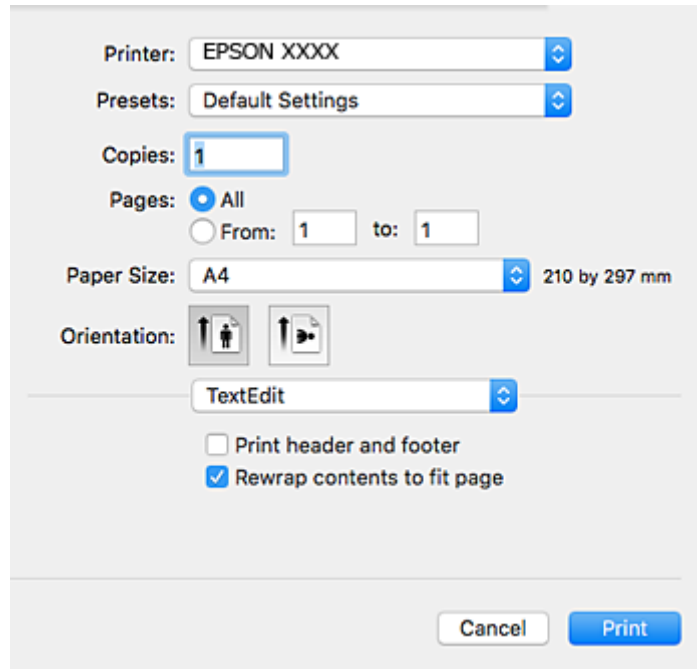 Printer: EPSON XXXX
Presets: Default Settings
Copies: 1
Pages: All
From: 1 to: 1
Paper Size: A4 210 by 297 mm
Orientation:
TextEdit
Print header and footer
Rewrap contents to fit page
Cancel Print